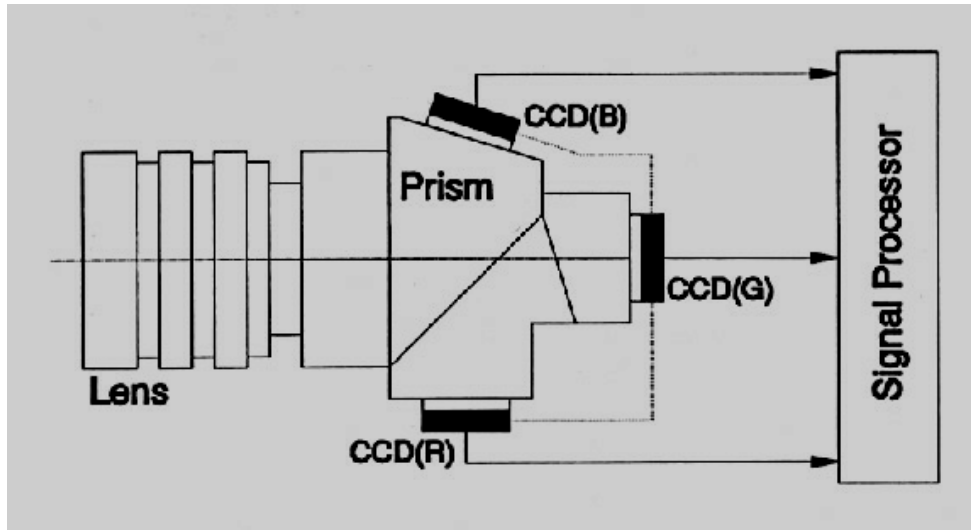 CCD(B)
Prism
CCD(G)
Lens
CCD(R)
Signal Processor